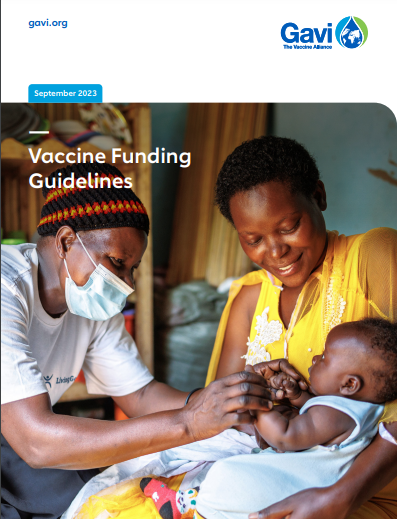 gavi.org
Gavi
The Vaccine Alliance
September 2023
Vaccine Funding
Guidelines